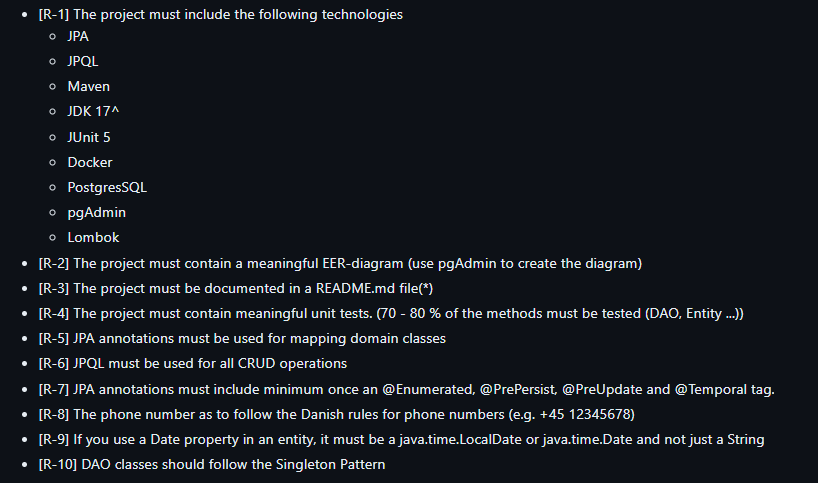 [R-1] The project must include the following technologies
JPA
JPQL
Maven
JDK 17^
JUnit 5
Docker
PostgresSQL
pgAdmin
Lombok
[R-2] The project must contain a meaningful EER-diagram (use pgAdmin to create the diagram)
[R-3] The project must be documented in a README.md file(*)
[R-4] The project must contain meaningful unit tests. (70 - 80 % of the methods must be tested (DAO, Entity ...))
[R-5] JPA annotations must be used for mapping domain classes
[R-6] JPQL must be used for all CRUD operations
[R-7] JPA annotations must include minimum once an @Enumerated, @PrePersist, @PreUpdate and @Temporal tag.
[R-8] The phone number as to follow the Danish rules for phone numbers (e.g. +45 12345678)
[R-9] If you use a Date property in an entity, it must be a java.time.LocalDate or java.time.Date and not just a String
[R-10] DAO classes should follow the Singleton Pattern